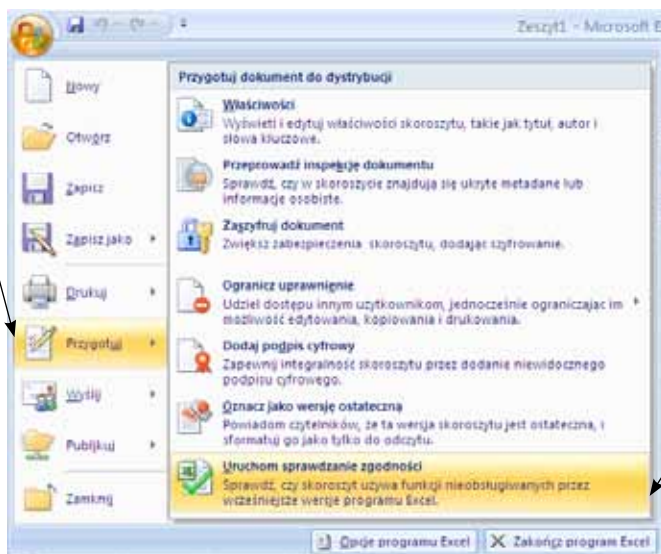 Zeszyt1 - Microsoft E
Nowy
Otwórz
Zapisz
Zapisz jako
Drukuj
Przygotuj
Wyślij
Publikuj
Zamknij
Przygotuj dokument do dystrybucji
Właściwości
Wyświetl i edytuj właściwości skoroszytu, takie jak tytuł, autor i
słowa kluczowe.
Przeprowadź inspekcję dokumentu
Sprawdź, czy w skoroszycie znajdują się ukryte metadane lub
informacje osobiste.
Zaszyfruj dokument
Zwiększ zabezpieczenia skoroszytu, dodając szyfrowanie.
Ogranicz uprawnienie
Udziel dostępu innym użytkownikom, jednocześnie ograniczając im
możliwość edytowania, kopiowania i drukowania.
Dodaj podpis cyfrowy
Zapewnij integralność skoroszytu przez dodanie niewidocznego
podpisu cyfrowego.
Oznacz jako wersję ostateczną
Powiadom czytelników, że ta wersja skoroszytu jest ostateczna, i
sformatuj go jako tylko do odczytu.
Uruchom sprawdzanie zgodności
Sprawdź, czy skoroszyt używa funkcji nieobsługiwanych przez
wcześniejsze wersje programu Excel.
Opcje programu Excel
Zakończ program Excel